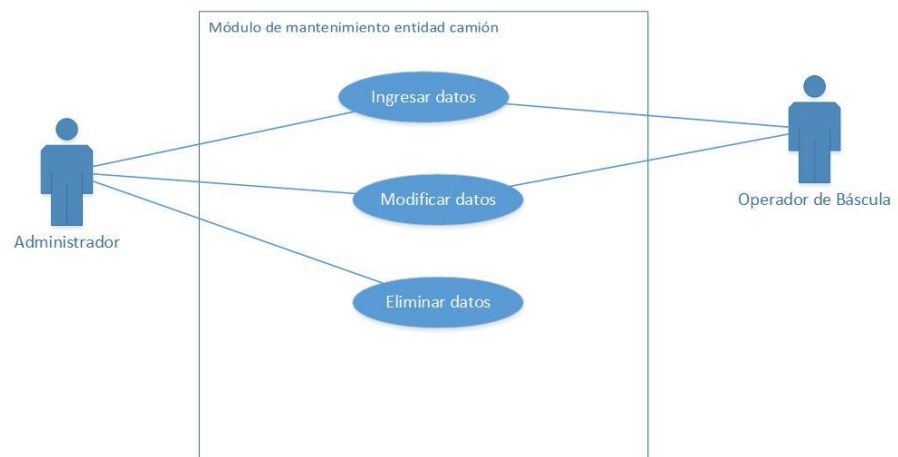 Módulo de mantenimiento entidad camión
Ingresar datos
Modificar datos
Operador de Báscula
Administrador
Eliminar datos